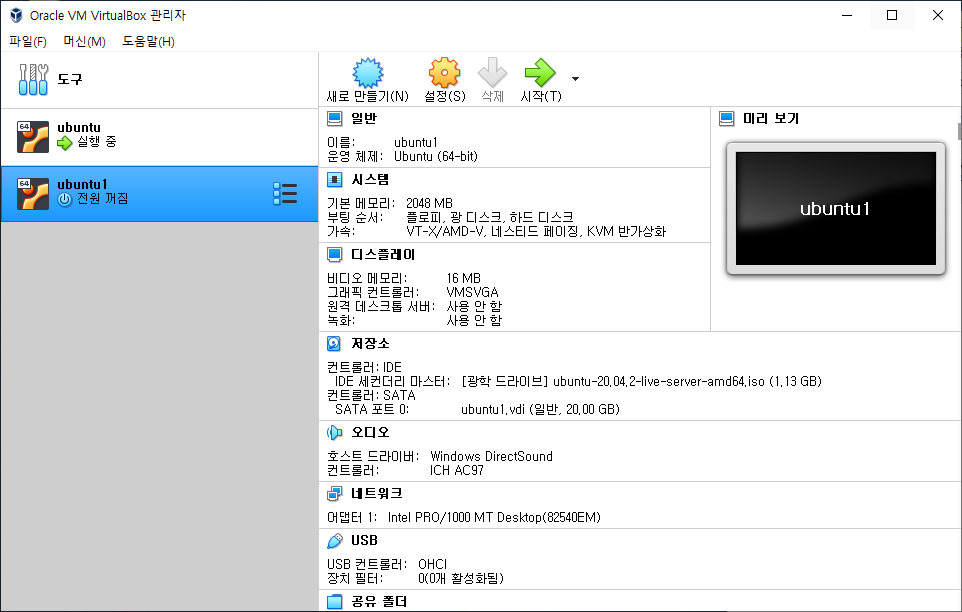 Oracle VM VirtualBox 관리자
파일(F) 머신(M) 도움말(H)
도구
64
ubuntu
실행 중
64
ubuntu1
전원 꺼짐
새로 만들기(N) 설정(S) 삭제 시작(T)
일반
이름: ubuntu1
운영 체제: Ubuntu (64-bit)
시스템
기본 메모리: 2048 MB
부팅 순서: 플로피, 광 디스크, 하드 디스크
가속: VT-X/AMD-V, 네스티드 페이징, KVM 반가상화
디스플레이
비디오 메모리: 16 MB
그래픽 컨트롤러: VMSVGA
원격 데스크톱 서버: 사용 안 함
녹화: 사용 안 함
미리 보기
ubuntu1
저장소
컨트롤러: IDE
IDE 세컨더리 마스터: [광학 드라이브] ubuntu-20.04.2-live-server-amd64.iso (1.13 GB)
컨트롤러: SATA
SATA 포트 0: ubuntu1.vdi (일반, 20.00 GB)
오디오
호스트 드라이버: Windows DirectSound
컨트롤러: ICH AC97
네트워크
어댑터 1: Intel PRO/1000 MT Desktop(82540EM)
USB
USB 컨트롤러: OHCI
장치 필터: 0(0개 활성화됨)
공유 폴더